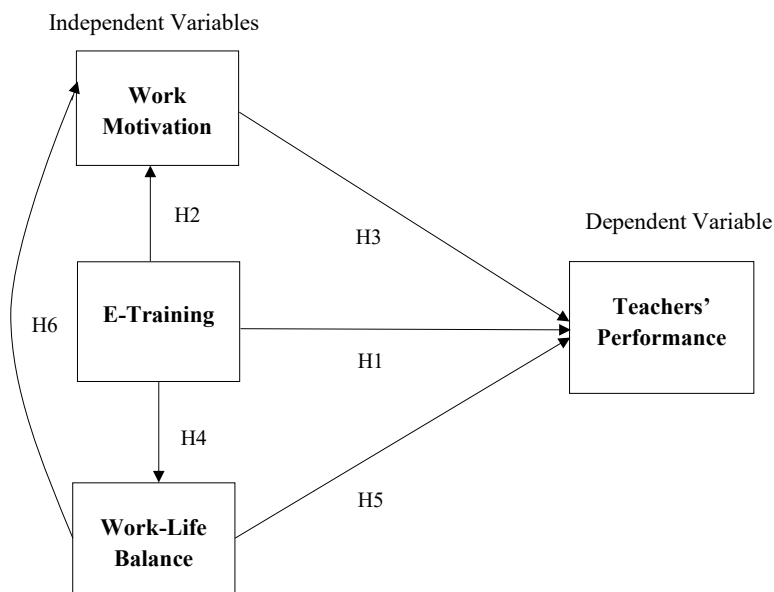 Independent Variables
Work
Motivation
H2
H3
Dependent Variable
E-Training
Teachers’
Performance
H6
H1
H4
H5
Work-Life
Balance